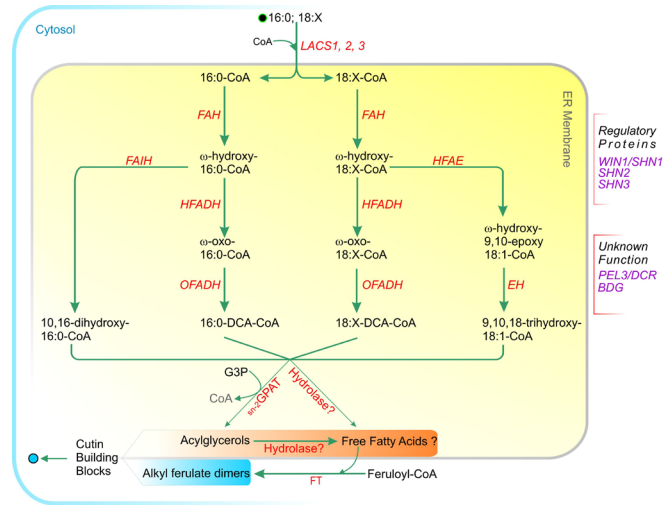 Cytosol
16:0; 18:X
CoA
LACS1, 2, 3
16:0-CoA
18:X-CoA
ER Membrane
FAH
FAH
Regulatory
Proteins
WIN1/SHN1
SHN2
SHN3
FAIH
ω-hydroxy-
16:0-CoA
ω-hydroxy-
18:X-CoA
HFAE
HFADH
HFADH
ω-oxo-
16:0-CoA
ω-oxo-
18:X-CoA
ω-hydroxy-
9,10-epoxy
18:1-CoA
Unknown
Function
PEL3/DCR
BDG
OFADH
OFADH
EH
10,16-dihydroxy-
16:0-CoA
16:0-DCA-CoA
18:X-DCA-CoA
9,10,18-trihydroxy-
18:1-CoA
G3P
CoA
sn-2GPAT
Hydrolase?
Cutin
Building
Blocks
Acylglycerols
Hydrolase?
Free Fatty Acids ?
Alkyl ferulate dimers
FT
Feruloyl-CoA